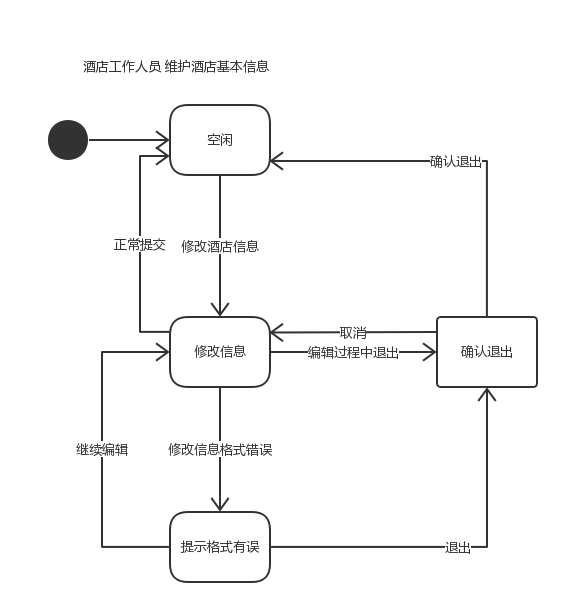 酒店工作人员 维护酒店基本信息
空闲
确认退出
正常提交
修改酒店信息
取消
修改信息
编辑过程中退出
确认退出
继续编辑
修改信息格式错误
提示格式有误
退出